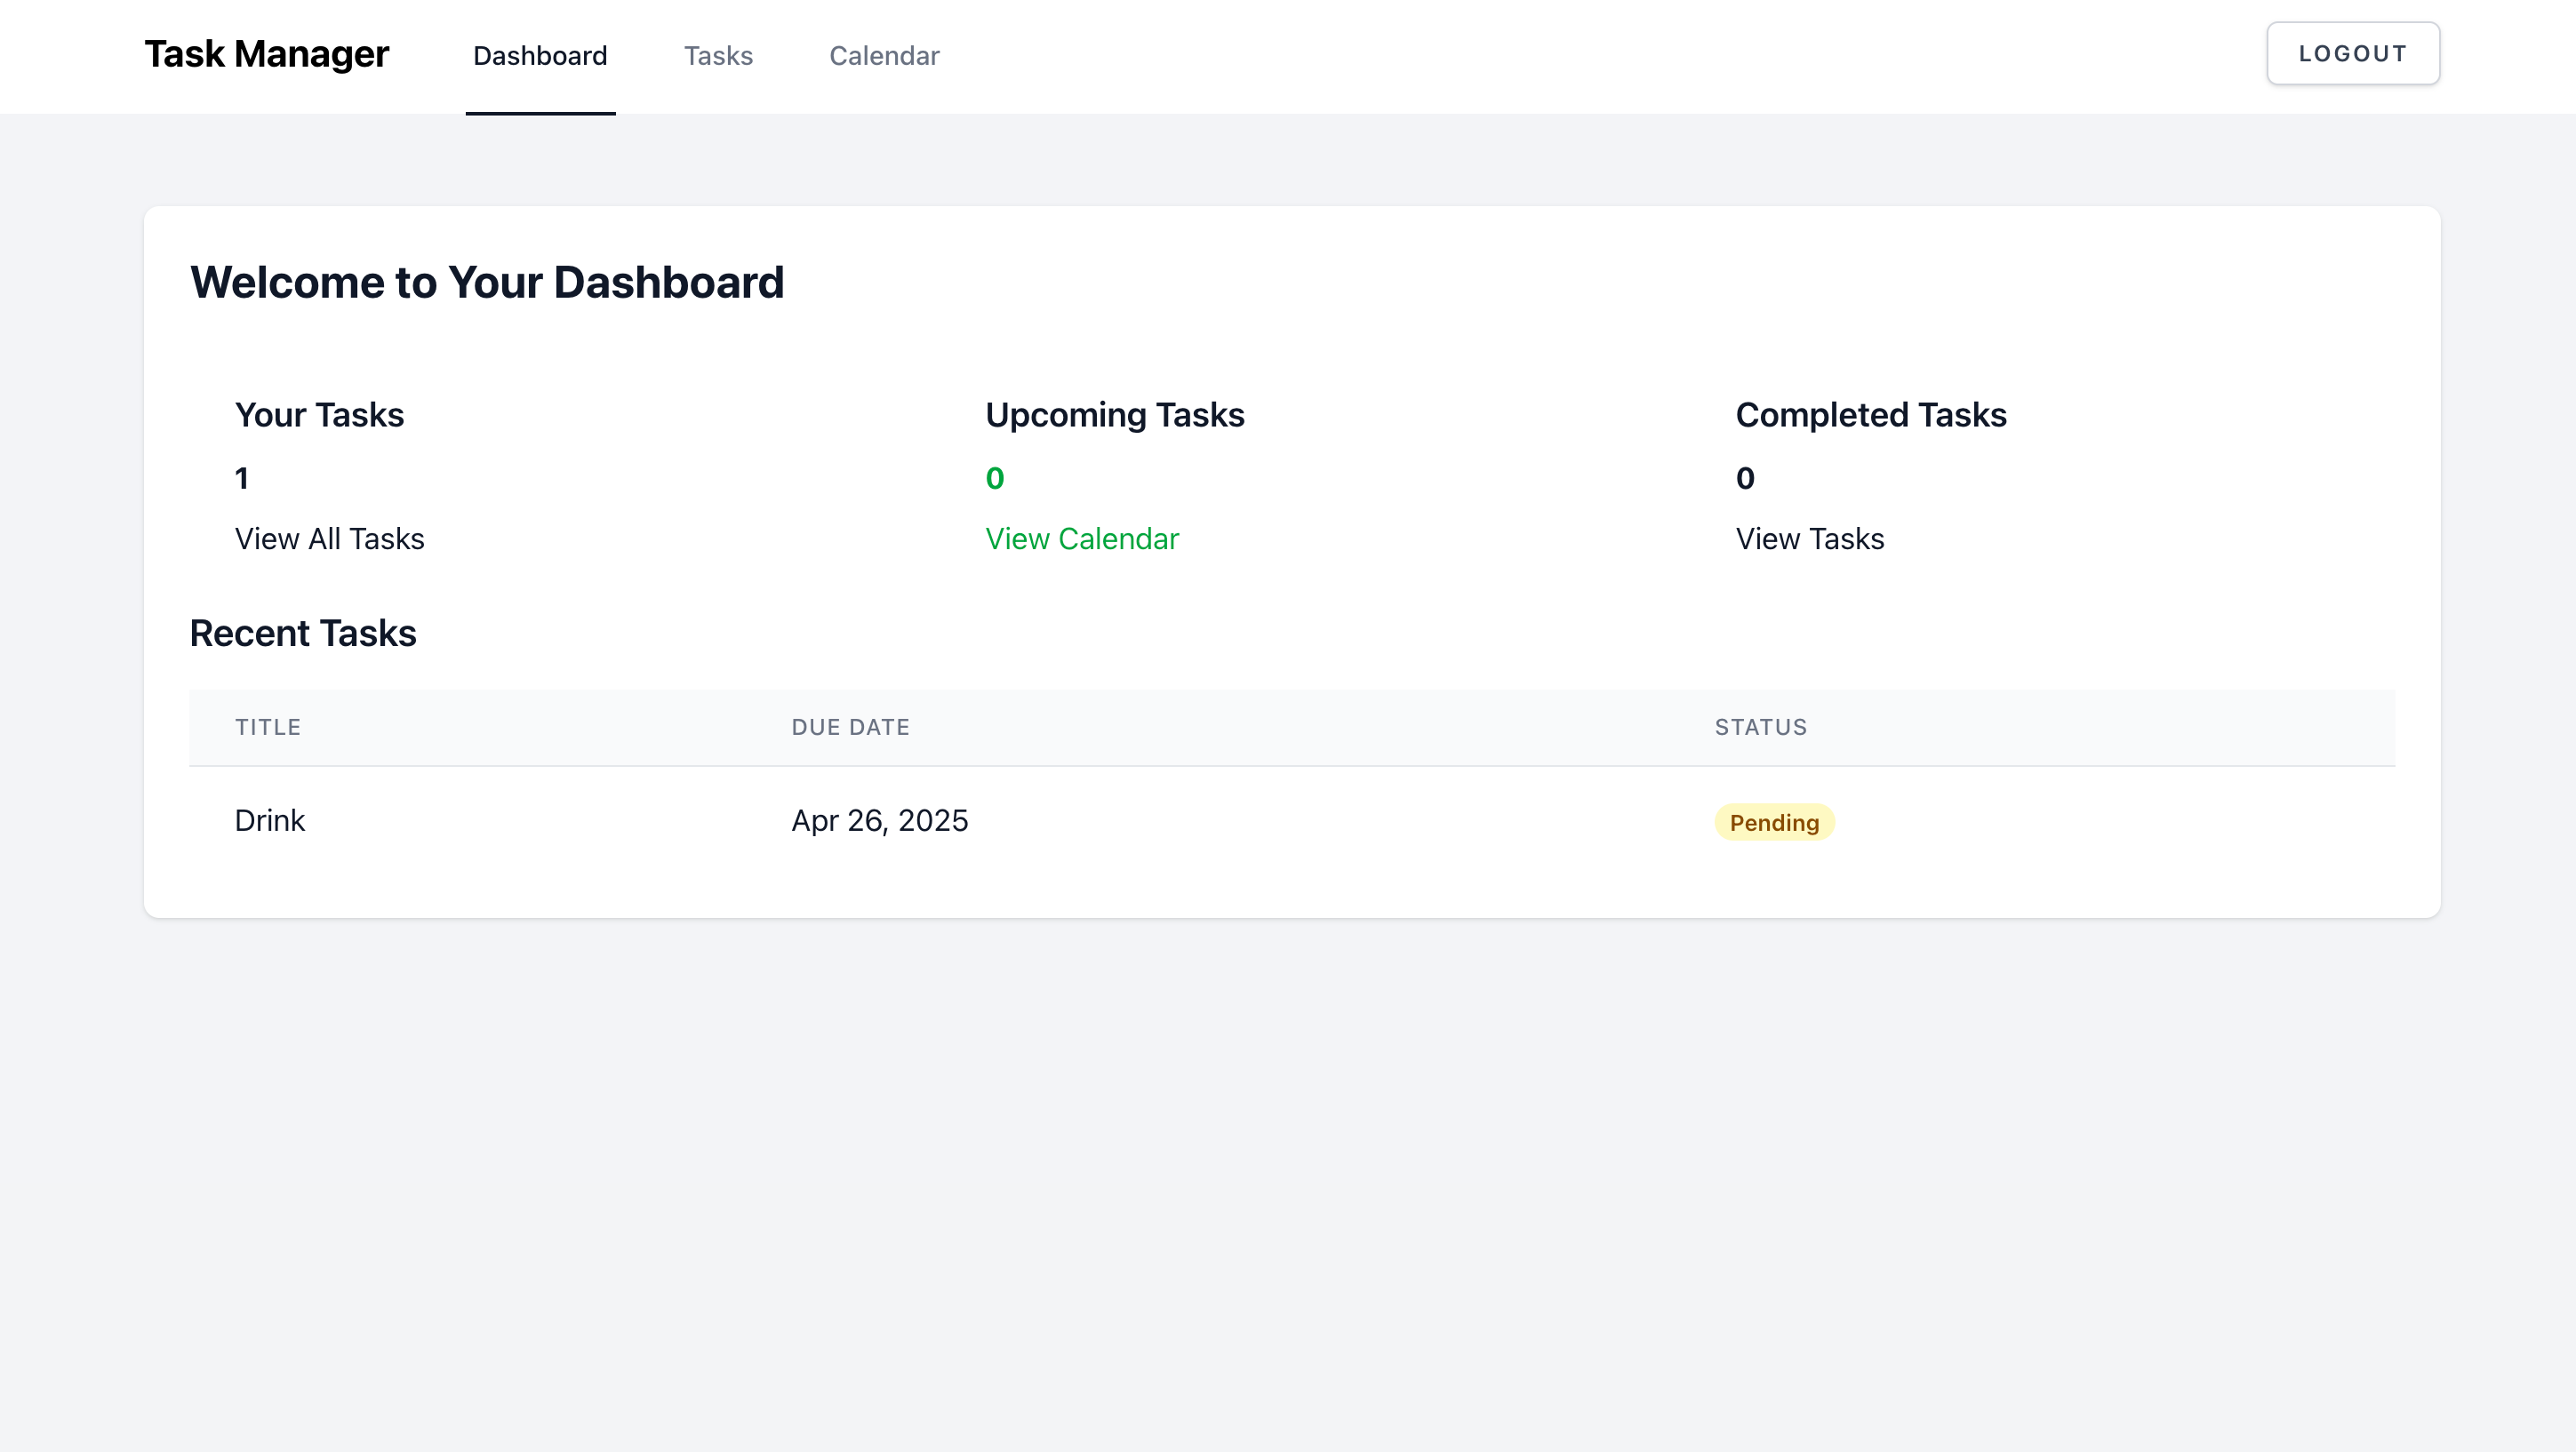 Task Manager Dashboard Tasks Calendar LOGOUT
Welcome to Your Dashboard
Your Tasks
1
View All Tasks
Upcoming Tasks
0
View Calendar
Completed Tasks
0
View Tasks
Recent Tasks
TITLE DUE DATE STATUS
Drink Apr 26, 2025 Pending